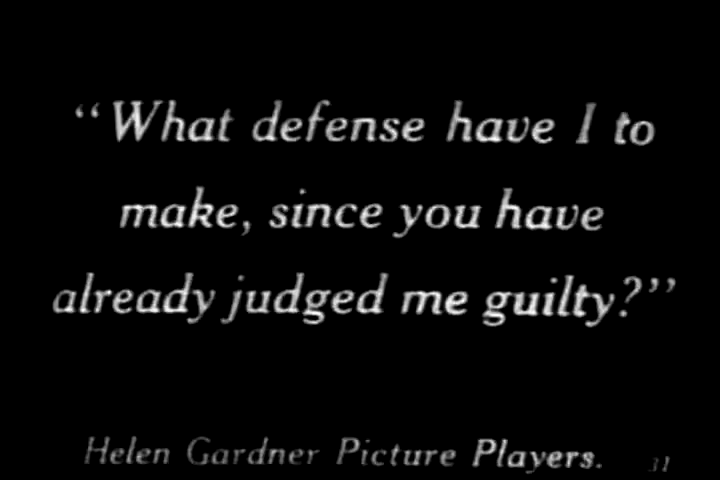 “What defense have I to
make, since you have
already judged me guilty?”
Helen Gardner Picture Players.
31